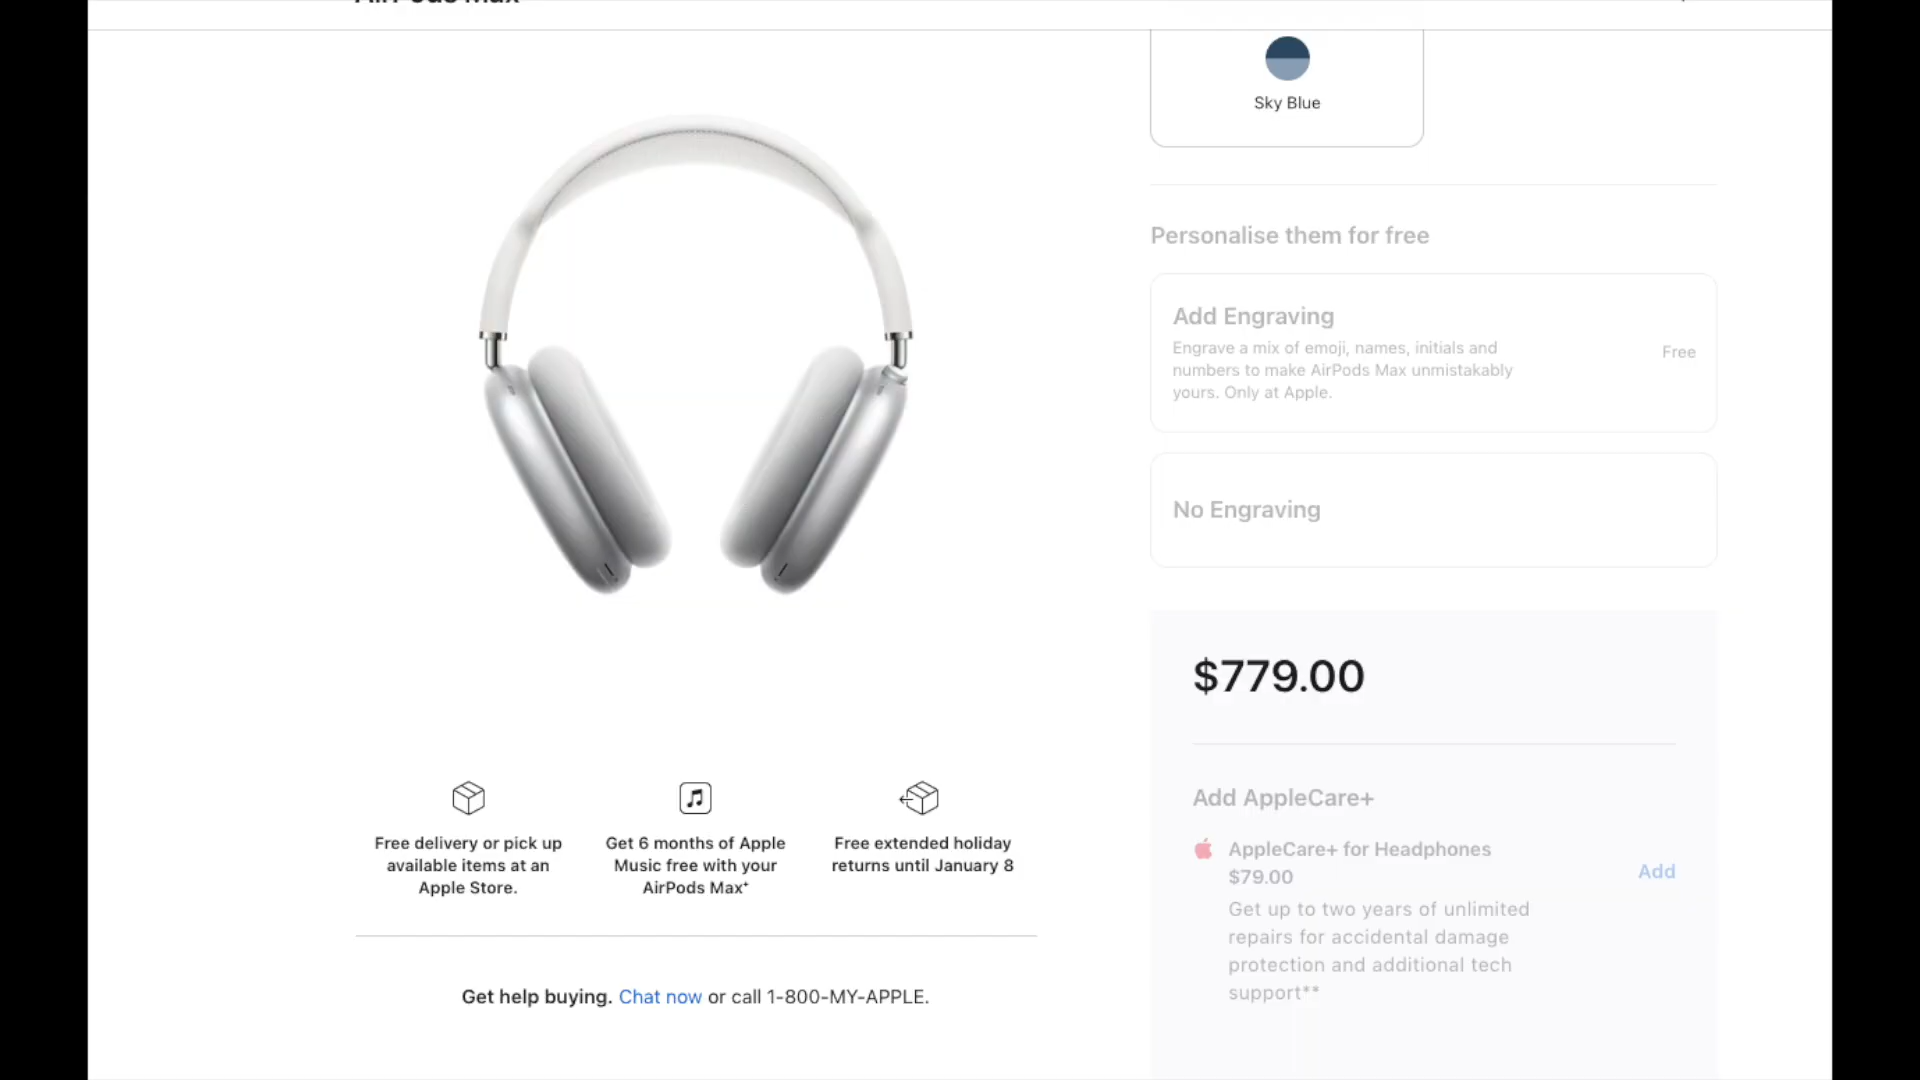 AirPods Max
Sky Blue
Personalise them for free
Add Engraving
Engrave a mix of emoji, names, initials and
numbers to make AirPods Max unmistakably
yours. Only at Apple.
Free
No Engraving
$779.00
Add AppleCare+
AppleCare+ for Headphones
$79.00
Add
Get up to two years of unlimited
repairs for accidental damage
protection and additional tech
support**
Free delivery or pick up
available items at an
Apple Store.
Get 6 months of Apple
Music free with your
AirPods Max⁺
Free extended holiday
returns until January 8
Get help buying. Chat now or call 1-800-MY-APPLE.